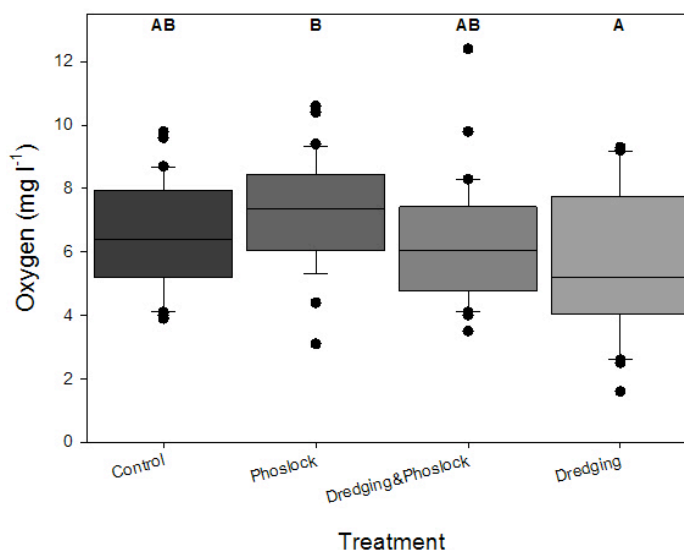 AB B AB A
12
10
8
6
4
2
0
Oxygen (mg l⁻¹)
Control Phoslock Dredging&Phoslock Dredging
Treatment